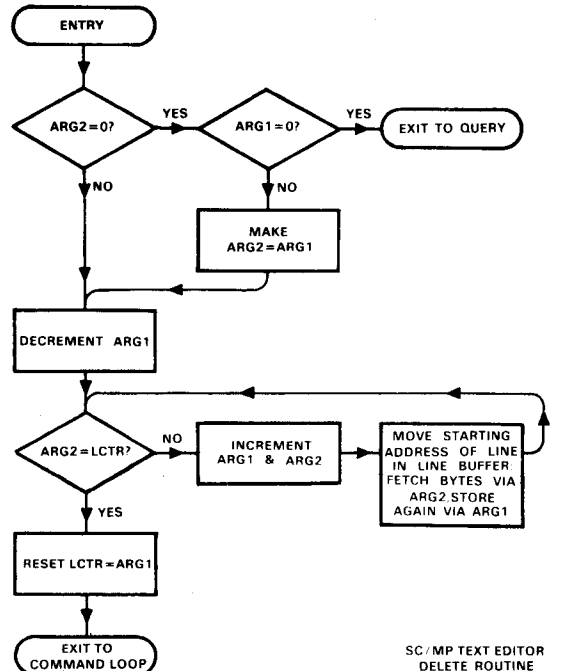 ENTRY
ARG2=0?
YES
ARG1=0?
YES
EXIT TO QUERY
NO
NO
MAKE
ARG2=ARG1
DECREMENT ARG1
ARG2=LCTR?
NO
INCREMENT
ARG1 & ARG2
MOVE STARTING
ADDRESS OF LINE
IN LINE BUFFER:
FETCH BYTES VIA
ARG2, STORE
AGAIN VIA ARG1
YES
RESET LCTR=ARG1
EXIT TO
COMMAND LOOP
SC/MP TEXT EDITOR
DELETE ROUTINE